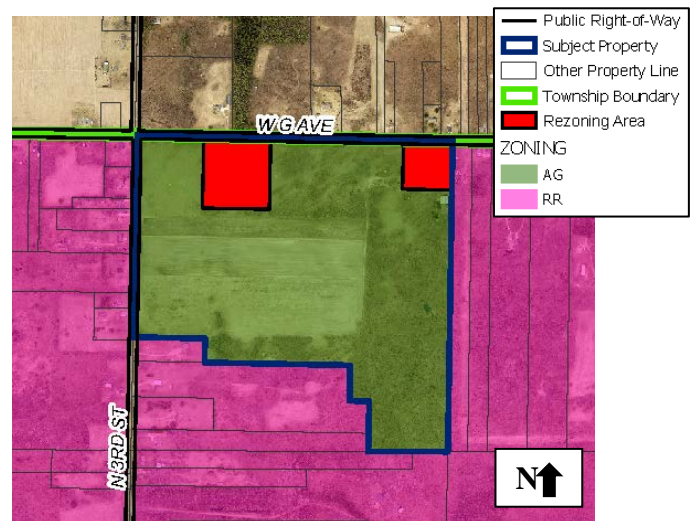 Public Right-of-Way
Subject Property
Other Property Line
Township Boundary
Rezoning Area
ZONING
AG
RR
W G AVE
N 3RD ST
N